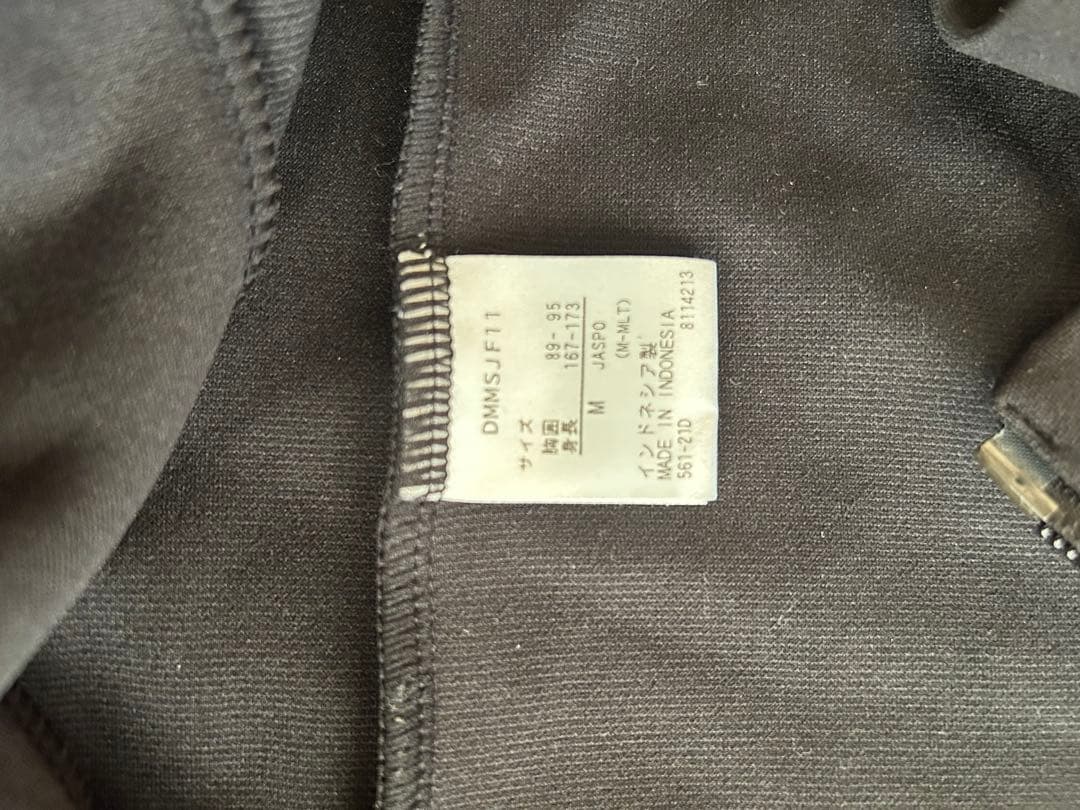 DMMSJF11
サイズ
胸囲 89- 95
身長 167-173
M JASPO
(M-MLT)
インドネシア製
MADE IN INDONESIA
561-21D 8114213